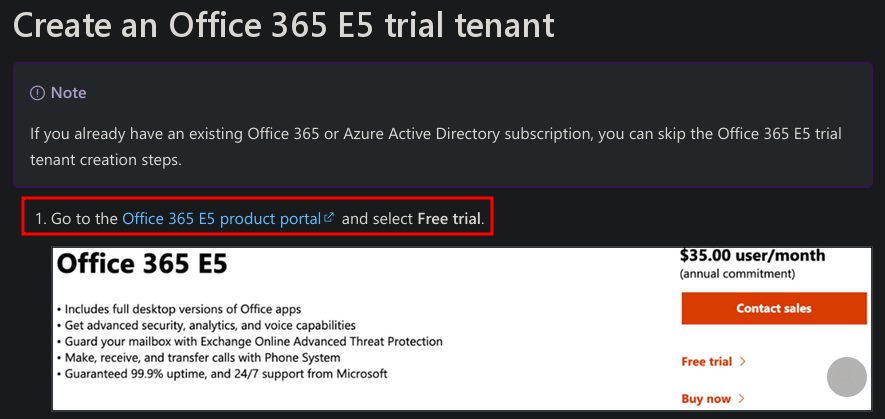 Create an Office 365 E5 trial tenant
Note
If you already have an existing Office 365 or Azure Active Directory subscription, you can skip the Office 365 E5 trial
tenant creation steps.
1. Go to the Office 365 E5 product portal and select Free trial.
Office 365 E5
• Includes full desktop versions of Office apps
• Get advanced security, analytics, and voice capabilities
• Guard your mailbox with Exchange Online Advanced Threat Protection
• Make, receive, and transfer calls with Phone System
• Guaranteed 99.9% uptime, and 24/7 support from Microsoft
$35.00 user/month
(annual commitment)
Contact sales
Free trial >
Buy now >